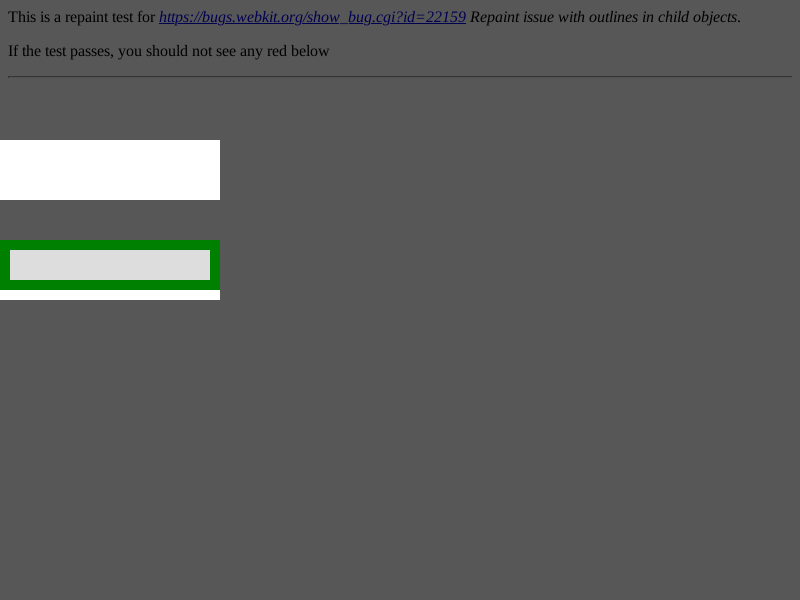 This is a repaint test for https://bugs.webkit.org/show_bug.cgi?id=22159 Repaint issue with outlines in child objects.
If the test passes, you should not see any red below